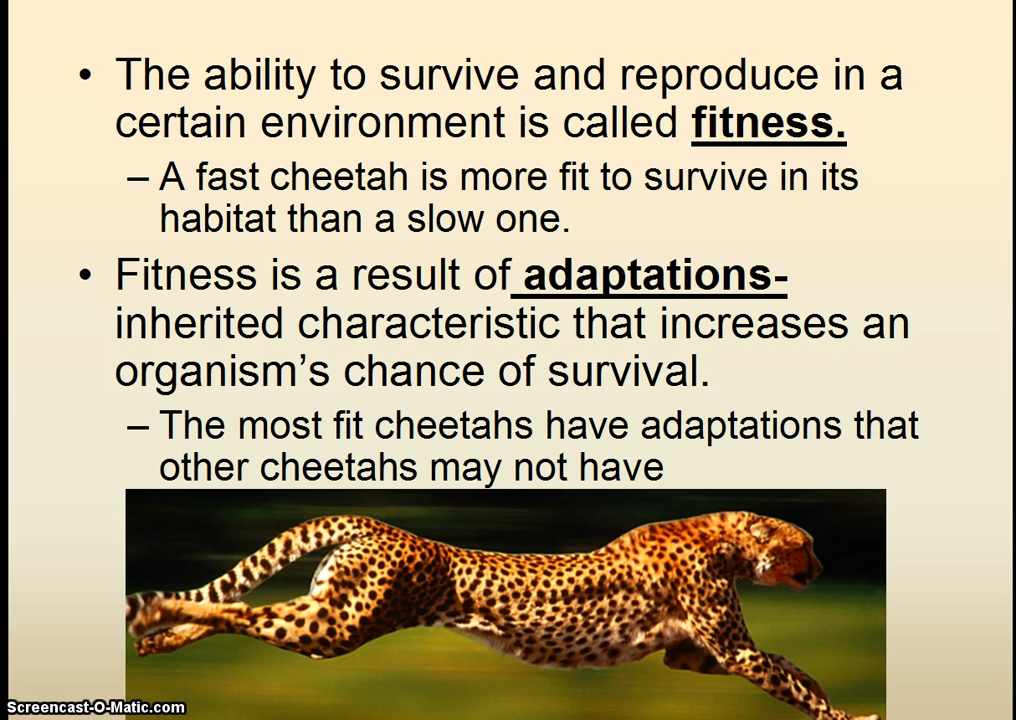 • The ability to survive and reproduce in a
certain environment is called fitness.
– A fast cheetah is more fit to survive in its
habitat than a slow one.
• Fitness is a result of adaptations-
inherited characteristic that increases an
organism’s chance of survival.
– The most fit cheetahs have adaptations that
other cheetahs may not have
Screencast-O-Matic.com